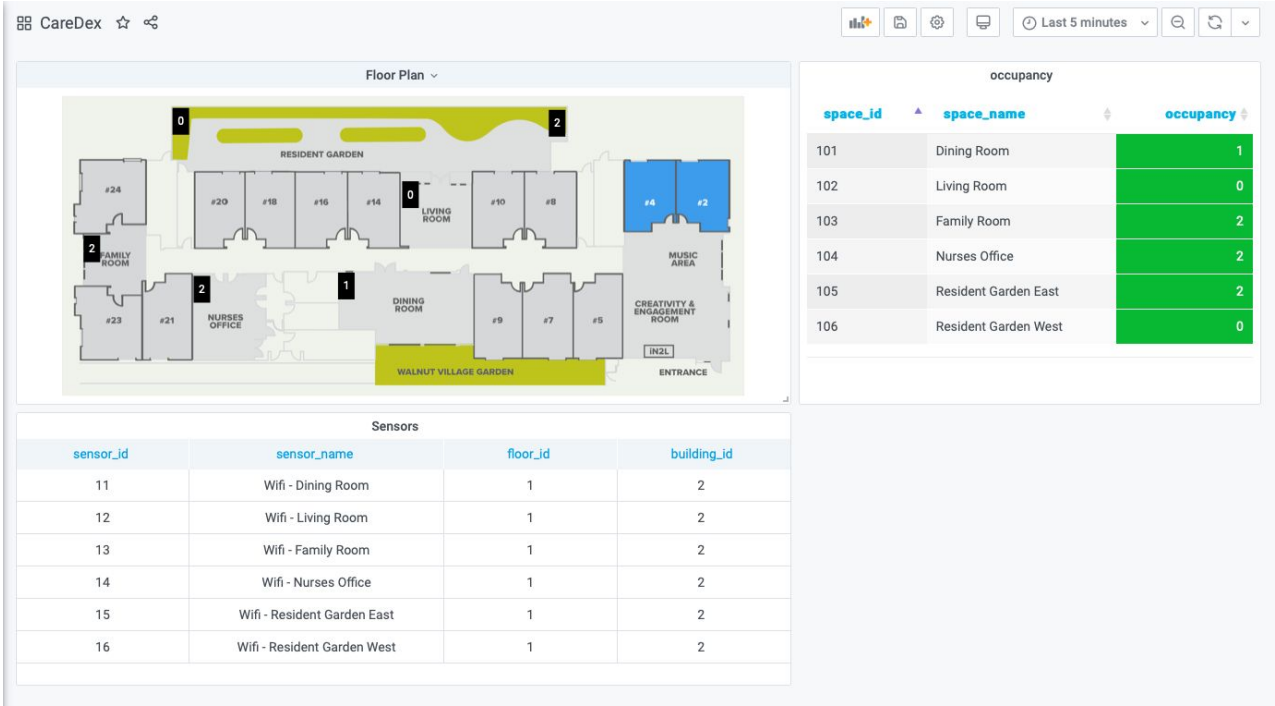 CareDex
Last 5 minutes
Floor Plan
0
2
RESIDENT GARDEN
#24
#20
#18
#16
#14
0
LIVING
ROOM
#10
#8
#4
#2
2
FAMILY
ROOM
MUSIC
AREA
2
NURSES
OFFICE
1
DINING
ROOM
CREATIVITY &
ENGAGEMENT
ROOM
#23
#21
#9
#7
#5
iN2L
WALNUT VILLAGE GARDEN
ENTRANCE
occupancy
space_id space_name occupancy
101 Dining Room 1
102 Living Room 0
103 Family Room 2
104 Nurses Office 2
105 Resident Garden East 2
106 Resident Garden West 0
Sensors
sensor_id sensor_name floor_id building_id
11 Wifi - Dining Room 1 2
12 Wifi - Living Room 1 2
13 Wifi - Family Room 1 2
14 Wifi - Nurses Office 1 2
15 Wifi - Resident Garden East 1 2
16 Wifi - Resident Garden West 1 2